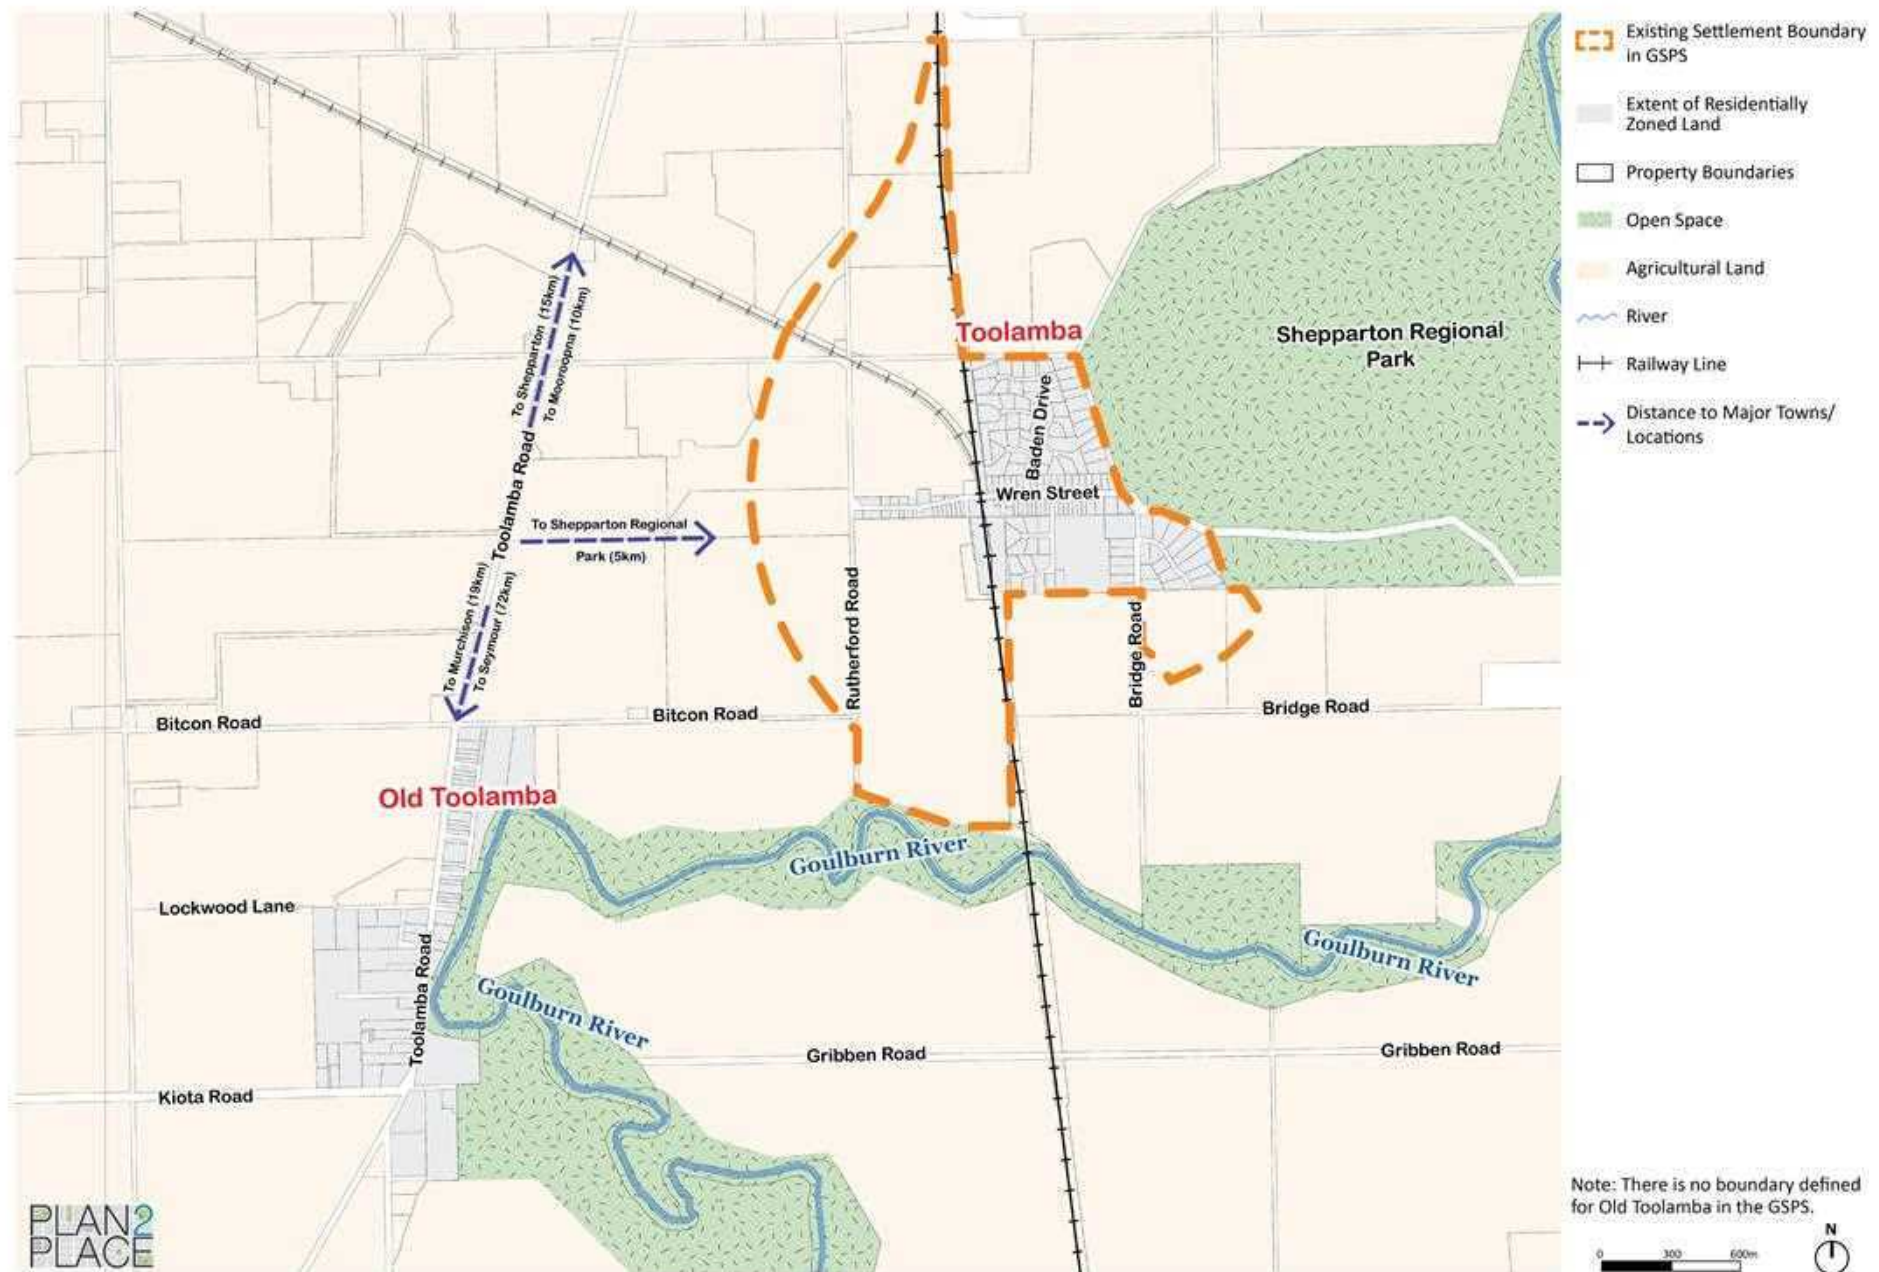 Existing Settlement Boundary
in GSPS
Extent of Residentially
Zoned Land
Property Boundaries
Open Space
Agricultural Land
River
Railway Line
Distance to Major Towns/
Locations
Toolamba
Shepparton Regional
Park
Baden Drive
Wren Street
To Shepparton (15km)
To Mooroopna (10km)
Toolamba Road
To Shepparton Regional
Park (5km)
To Murchison (19km)
To Seymour (72km)
Rutherford Road
Bridge Road
Bitcon Road
Bitcon Road
Bridge Road
Old Toolamba
Goulburn River
Lockwood Lane
Toolamba Road
Goulburn River
Goulburn River
Gribben Road
Gribben Road
Kiota Road
Note: There is no boundary defined
for Old Toolamba in the GSPS.
N
0 300 600m
PLAN2
PLACE